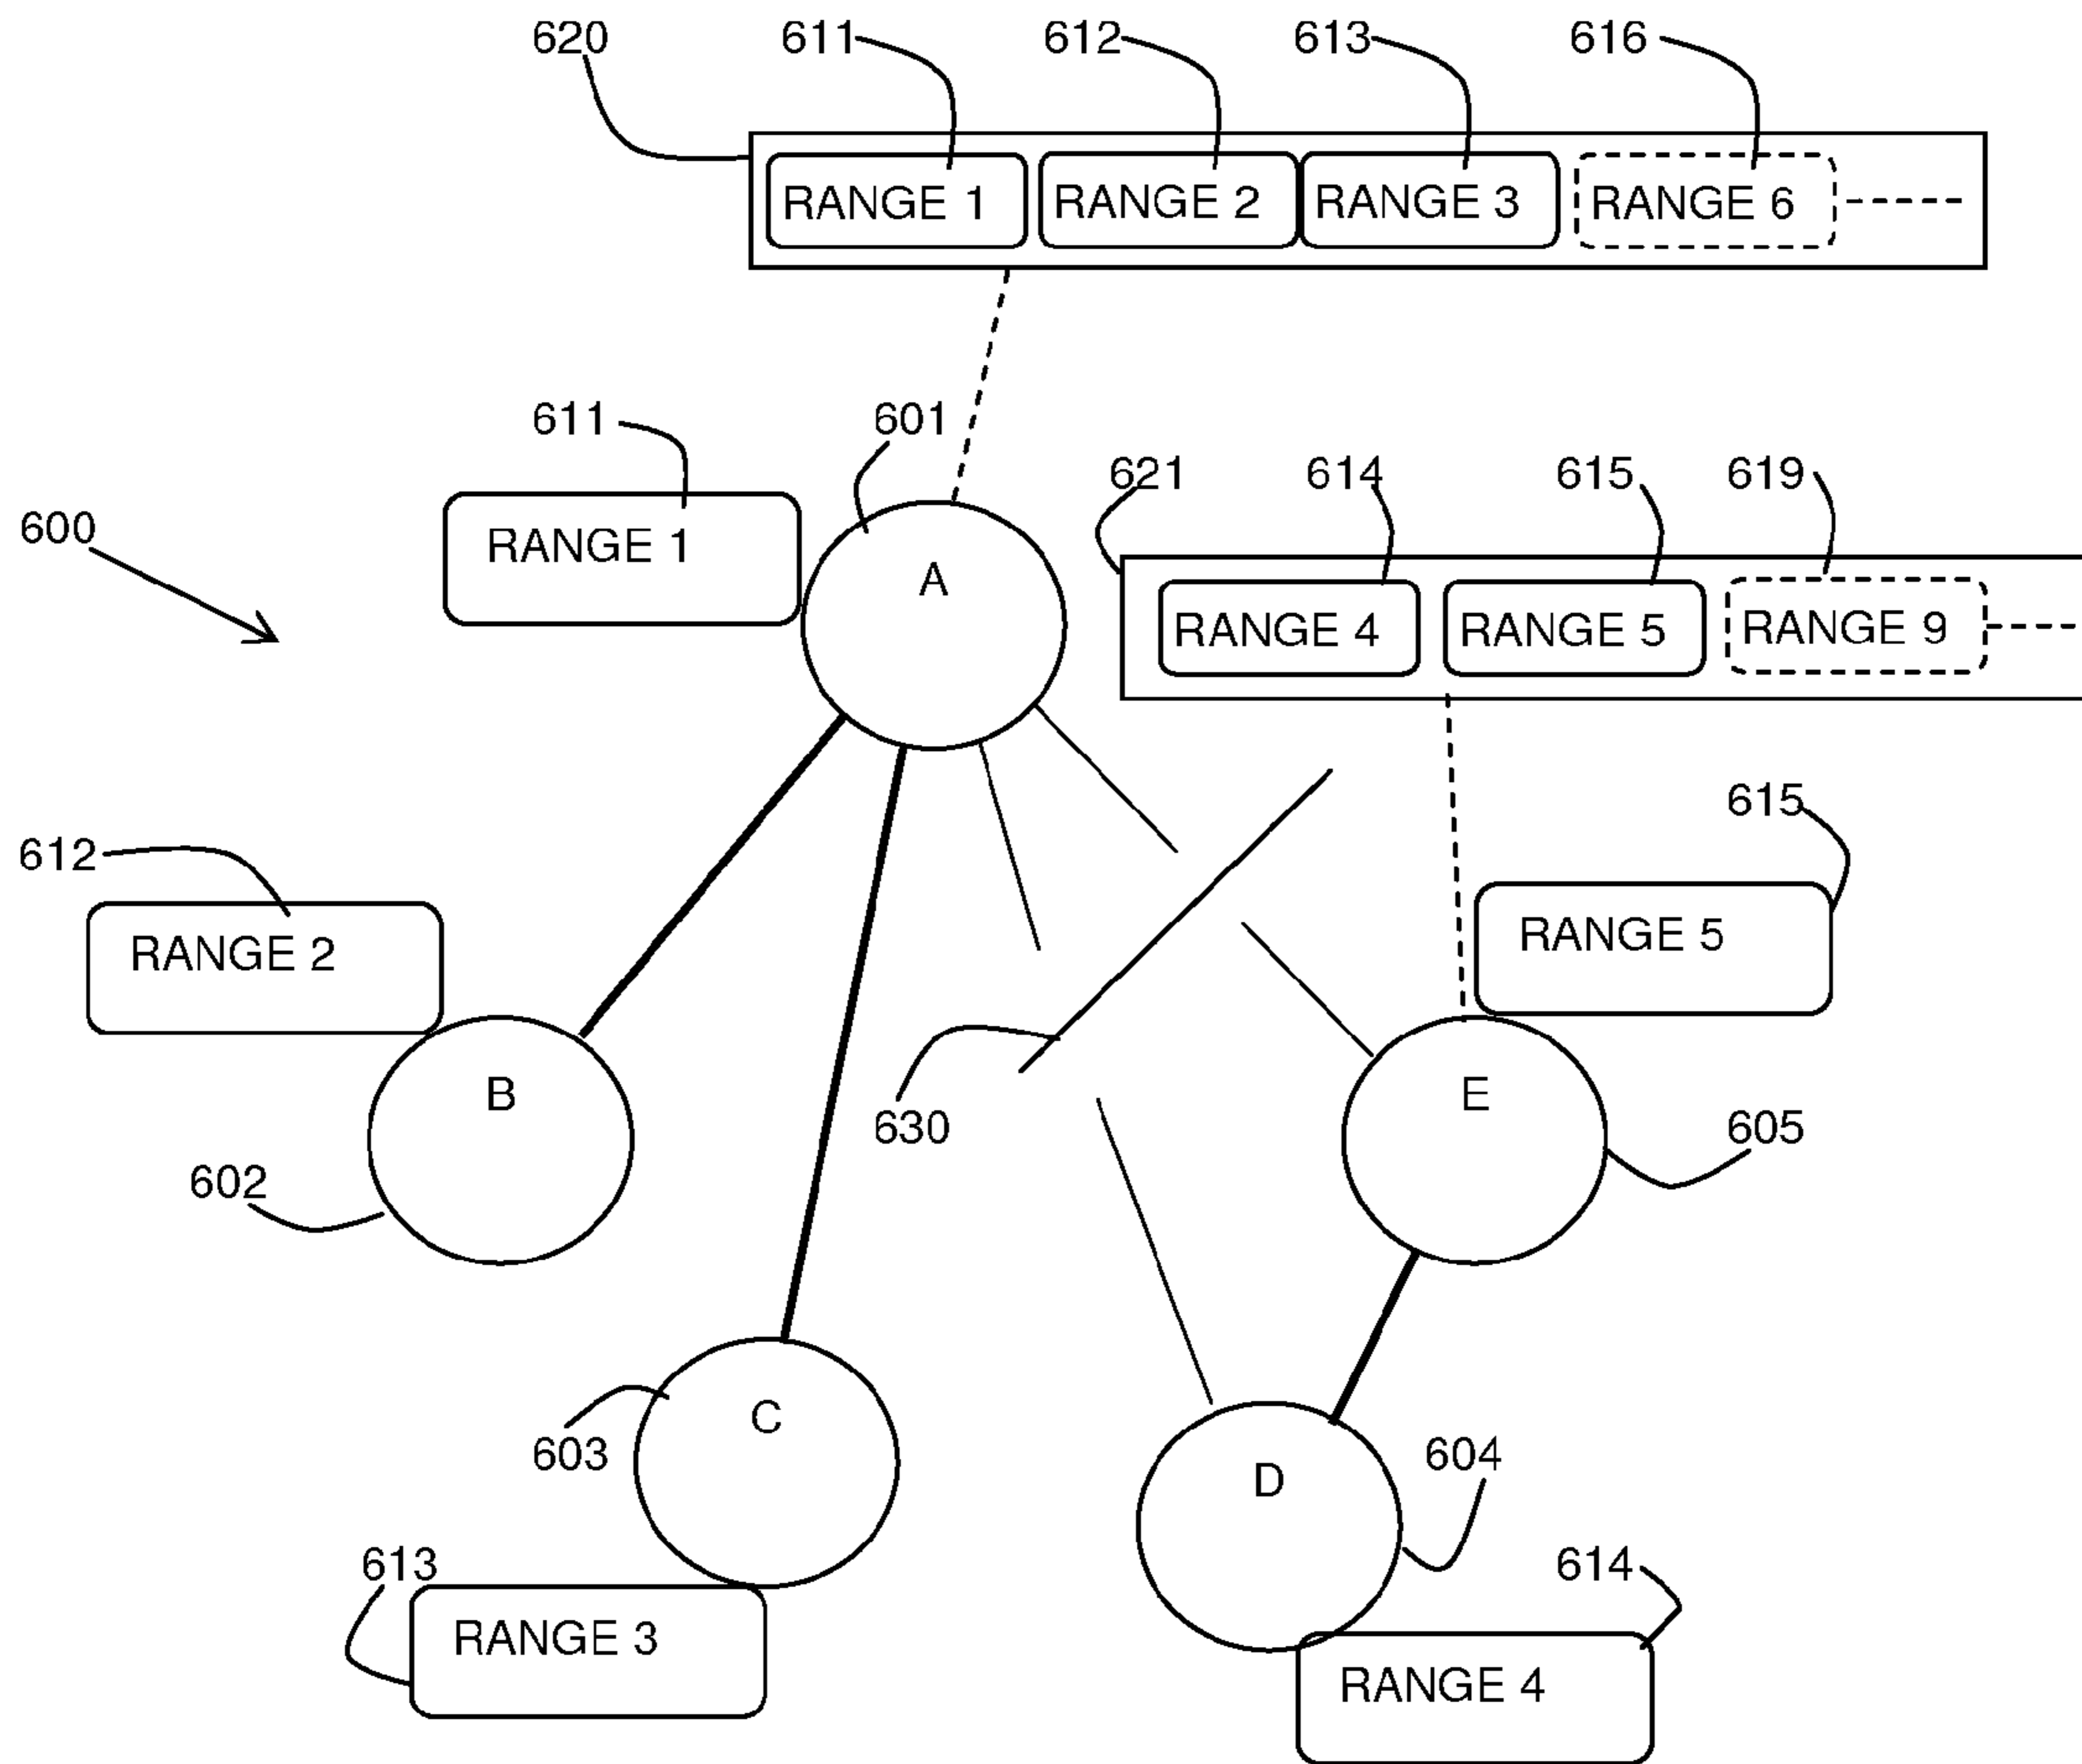 620 611 612 613 616
RANGE 1 RANGE 2 RANGE 3 RANGE 6
611 601
621 614 615 619
600
RANGE 1
A
RANGE 4 RANGE 5 RANGE 9
615
612
RANGE 5
RANGE 2
B
E
630
605
602
C
603
604
D
613
614
RANGE 3
RANGE 4